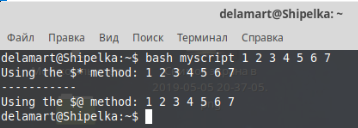 delamart@Shipelka: ~
Файл Правка Вид Поиск Терминал Справка
delamart@Shipelka:~$ bash myscript 1 2 3 4 5 6 7
Using the $* method: 1 2 3 4 5 6 7
-----------
Using the $@ method: 1 2 3 4 5 6 7
delamart@Shipelka:~$